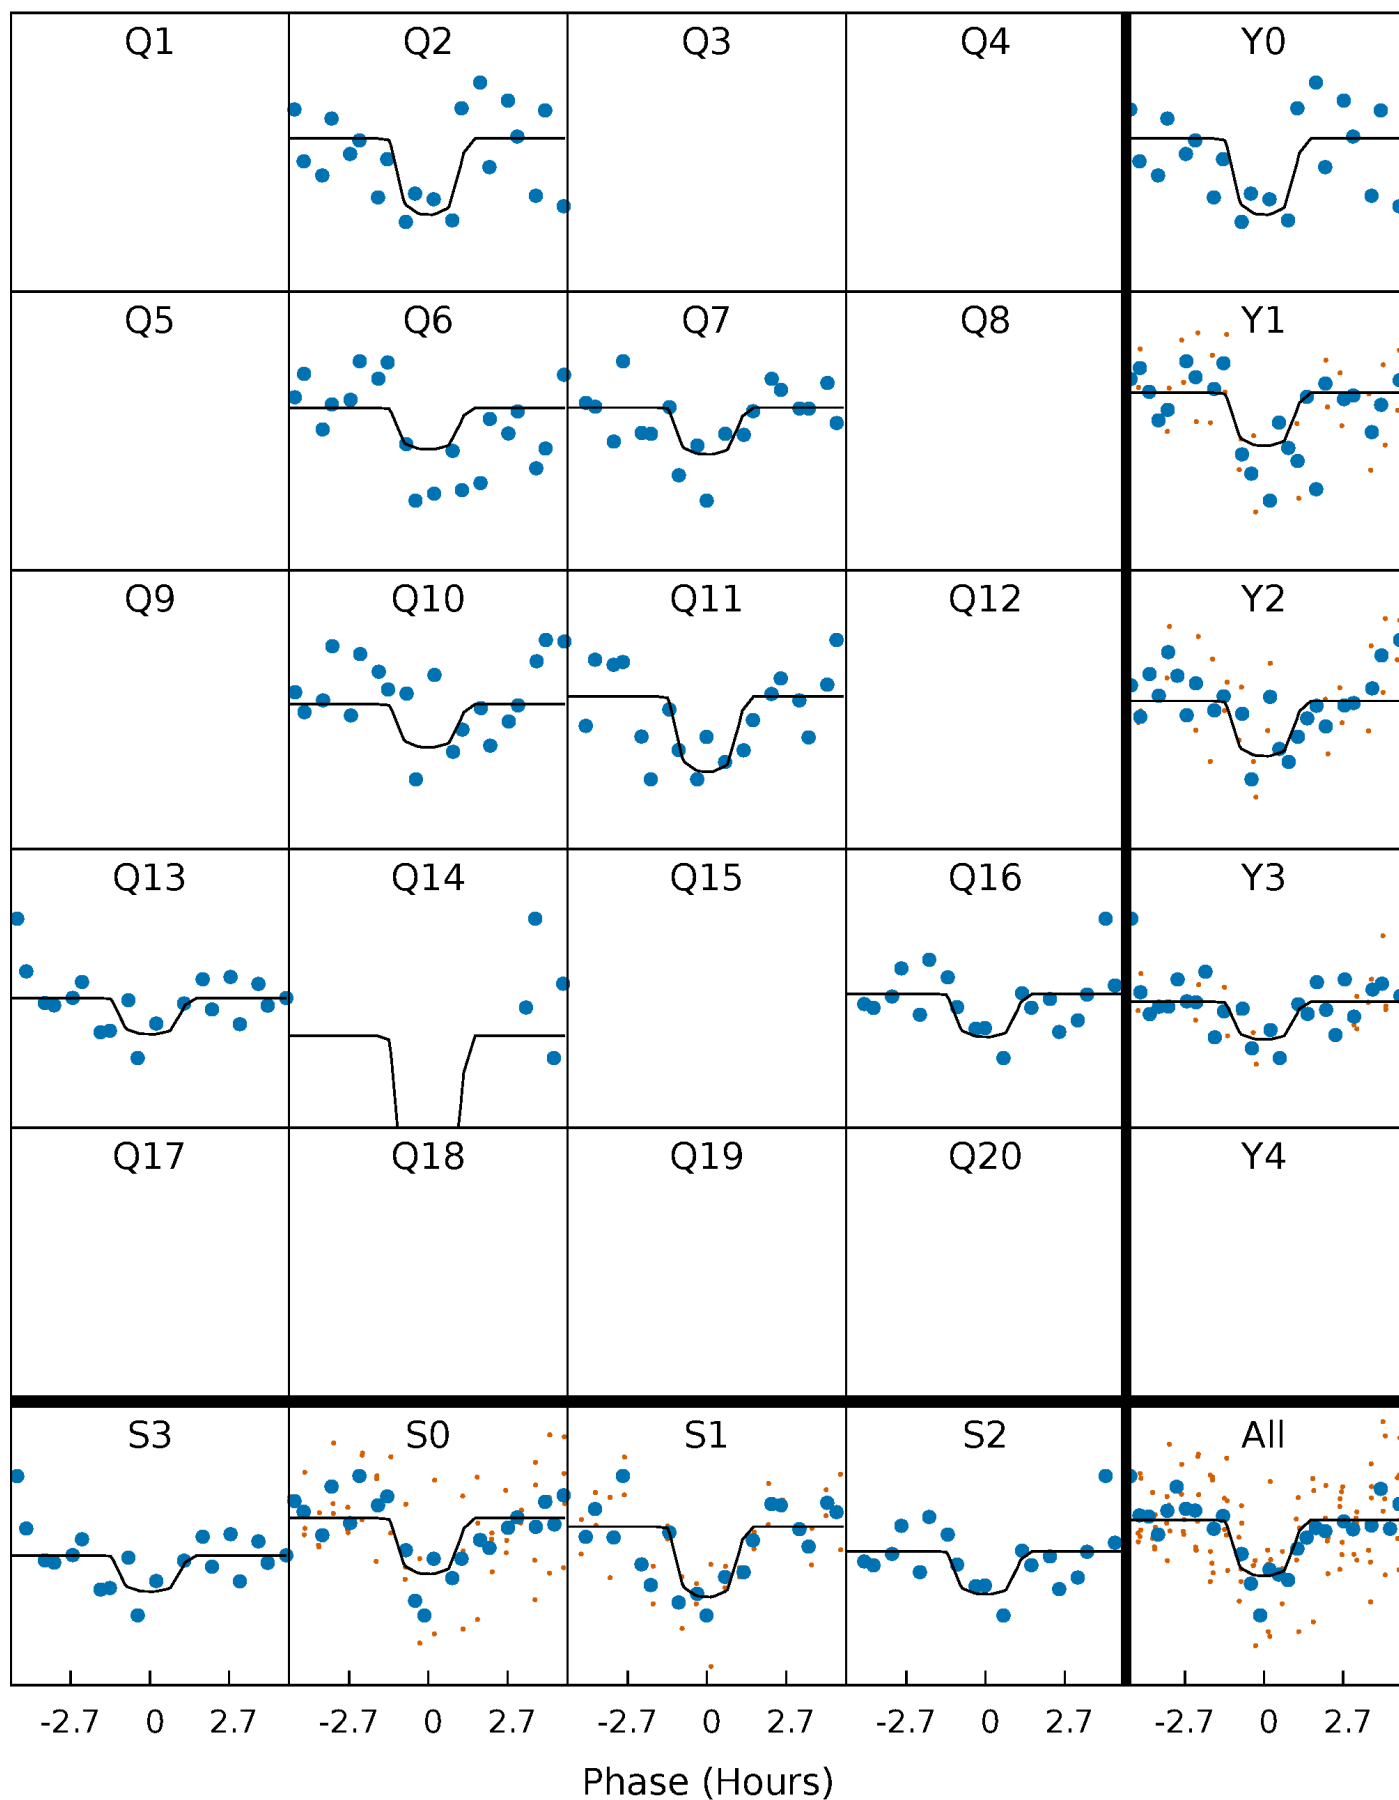 Q1 Q2 Q3 Q4 Y0
Q5 Q6 Q7 Q8 Y1
Q9 Q10 Q11 Q12 Y2
Q13 Q14 Q15 Q16 Y3
Q17 Q18 Q19 Q20 Y4
S3 S0 S1 S2 All
-2.7 0 2.7 -2.7 0 2.7 -2.7 0 2.7 -2.7 0 2.7 -2.7 0 2.7
Phase (Hours)